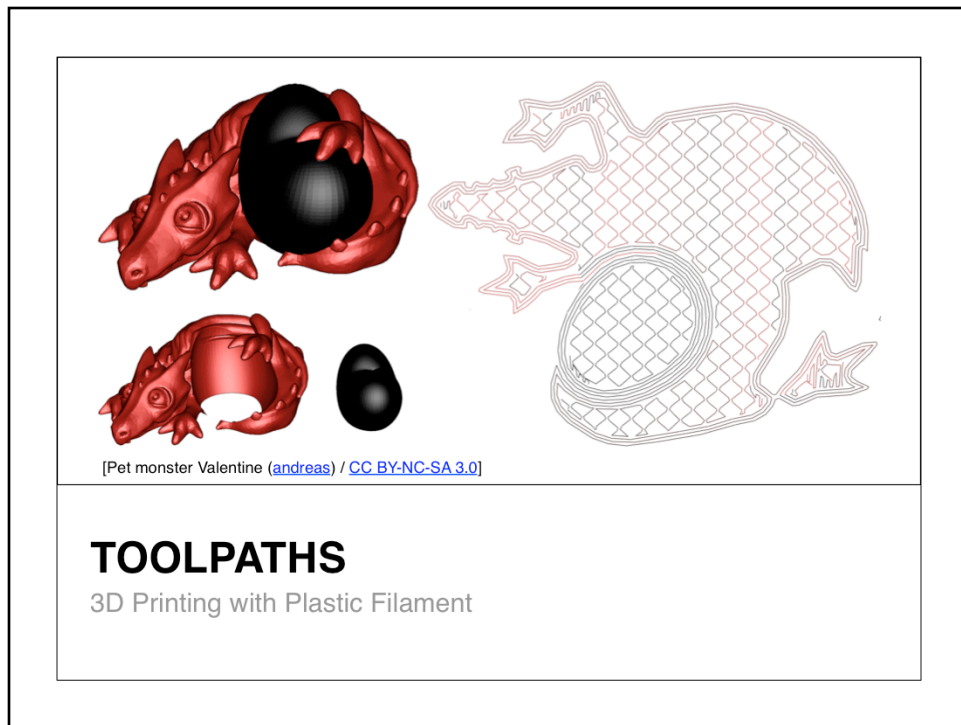 [Pet monster Valentine (andreas) / CC BY-NC-SA 3.0]
TOOLPATHS
3D Printing with Plastic Filament